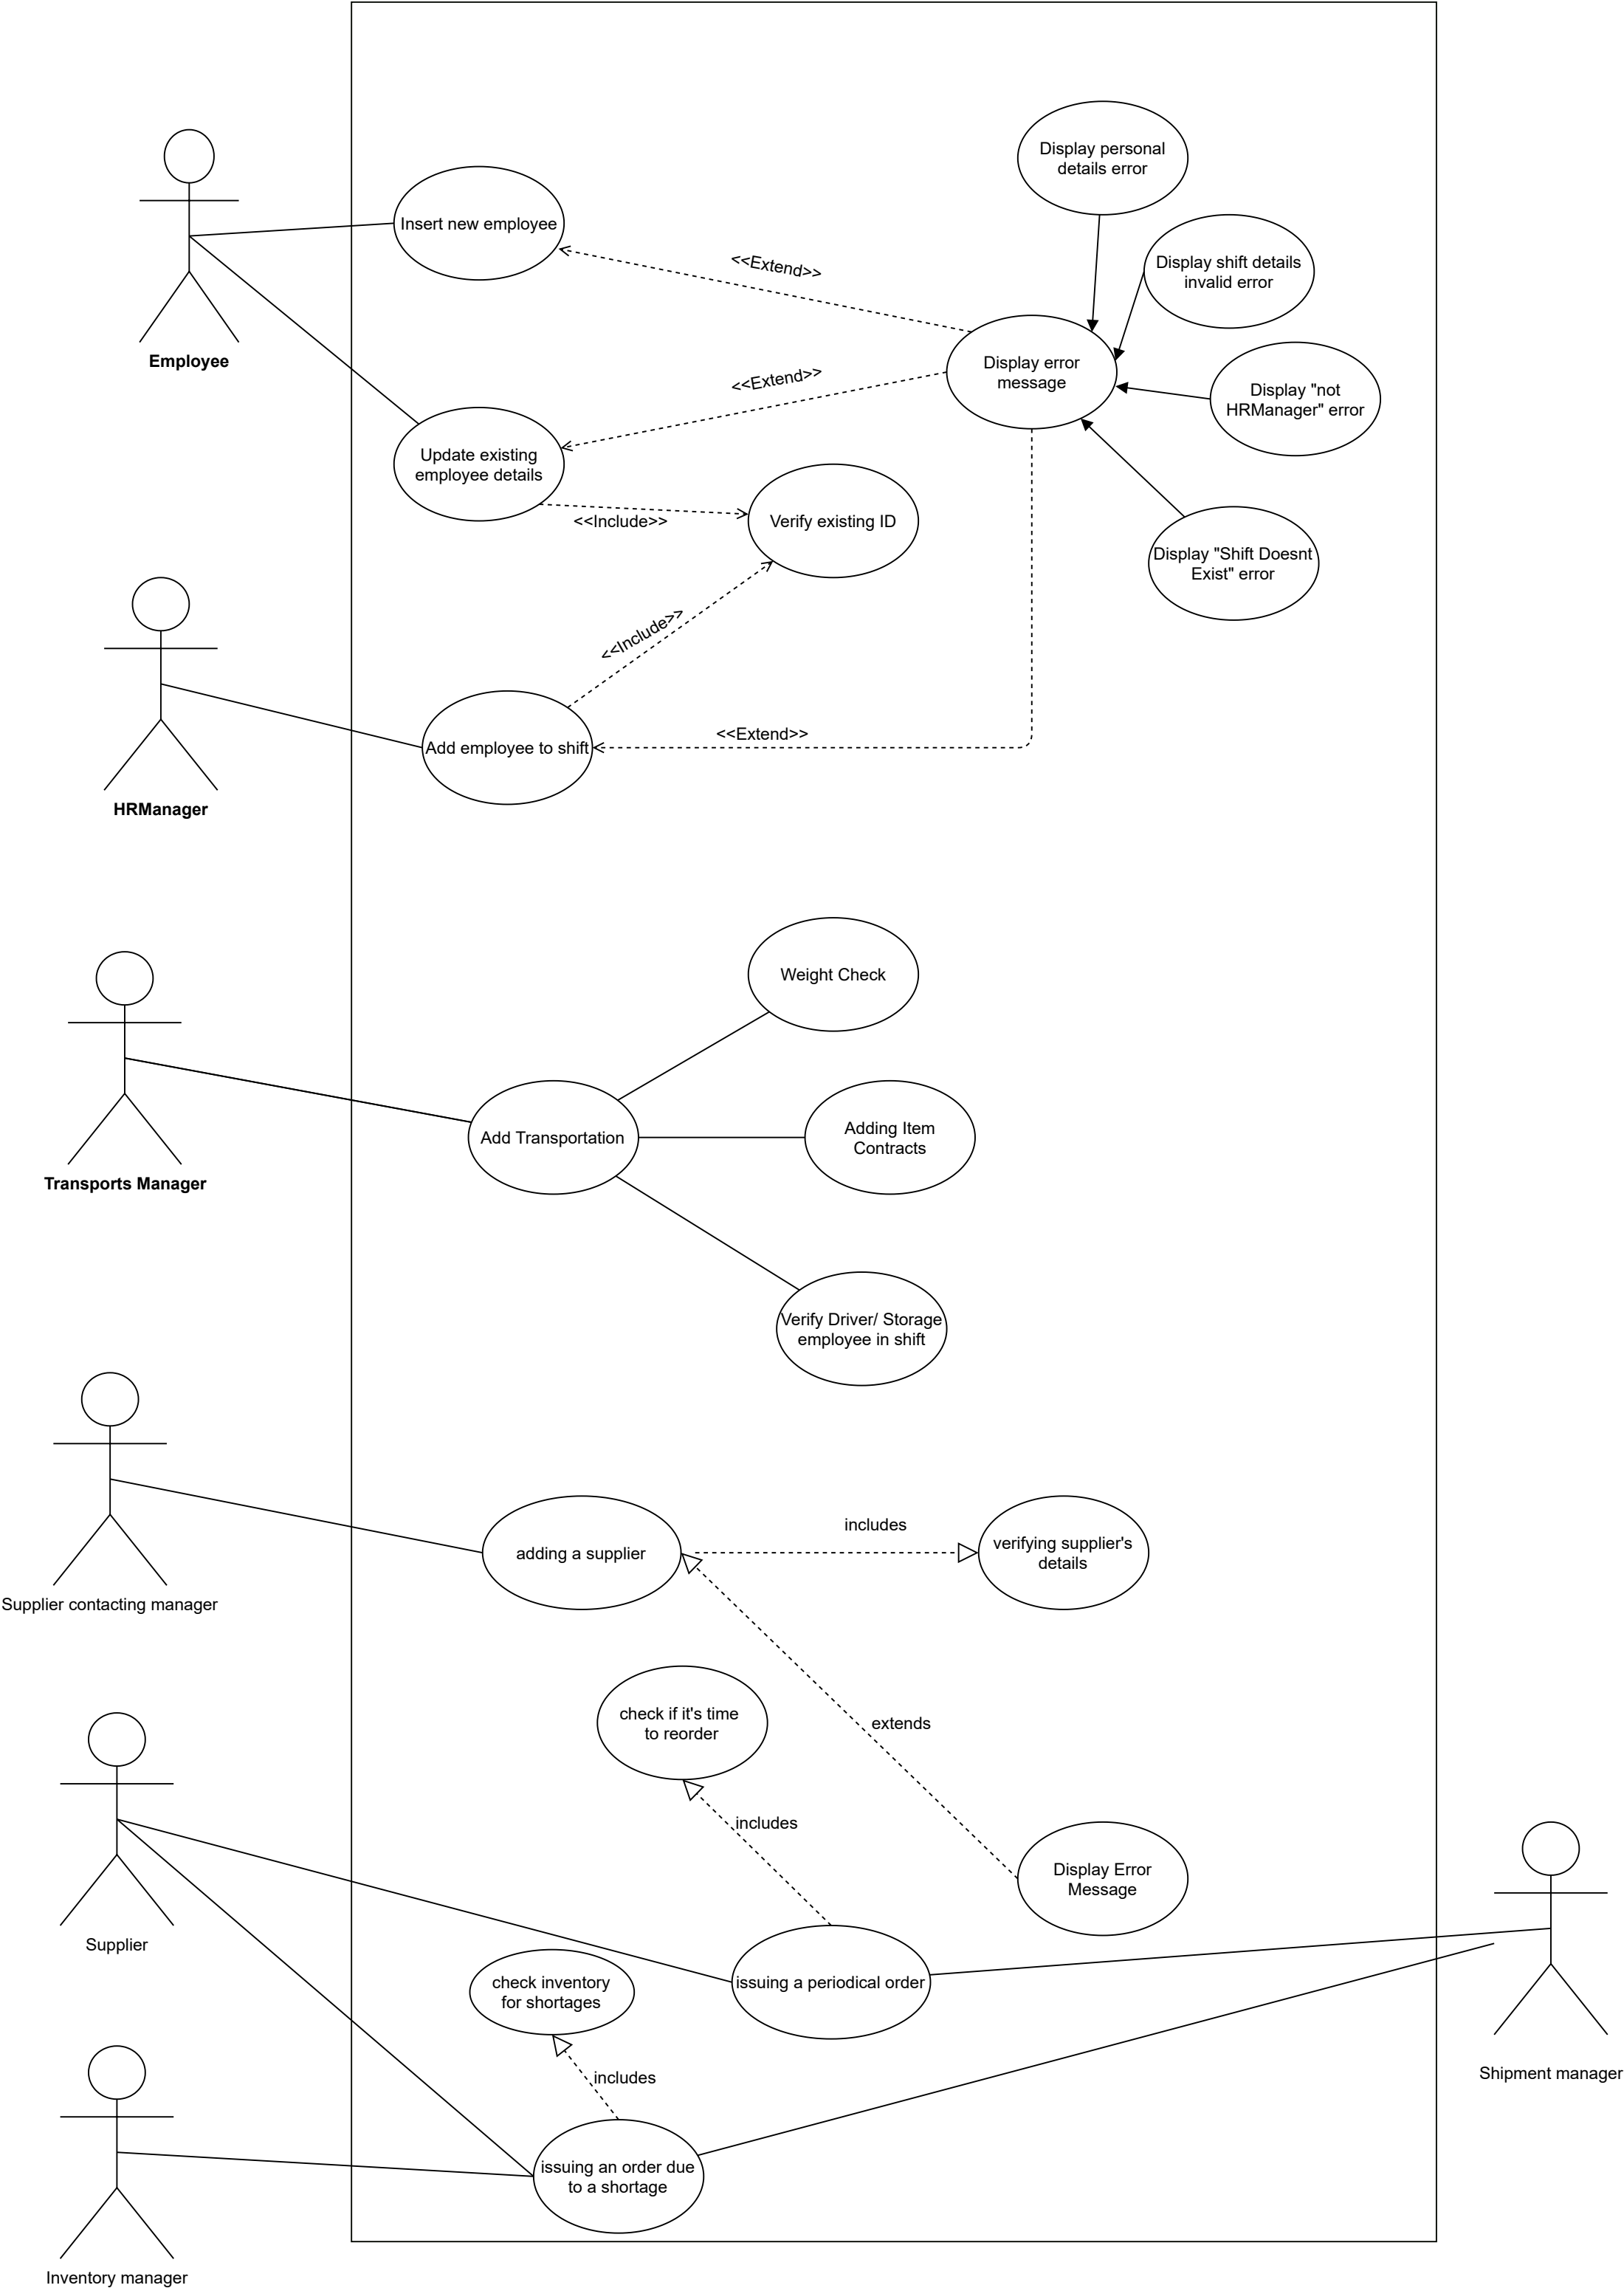 Display personal
details error
Insert new employee
<<Extend>>
Display shift details
invalid error
Employee
Display error
message
<<Extend>>
Display "not
HRManager" error
Update existing
employee details
<<Include>>
Verify existing ID
Display "Shift Doesnt
Exist" error
<<Include>>
HRManager
Add employee to shift
<<Extend>>
Weight Check
Transports Manager
Add Transportation
Adding Item
Contracts
Verify Driver/ Storage
employee in shift
Supplier contacting manager
adding a supplier
includes
verifying supplier's
details
check if it's time
to reorder
extends
includes
Display Error
Message
Supplier
issuing a periodical order
check inventory
for shortages
includes
Shipment manager
issuing an order due
to a shortage
Inventory manager